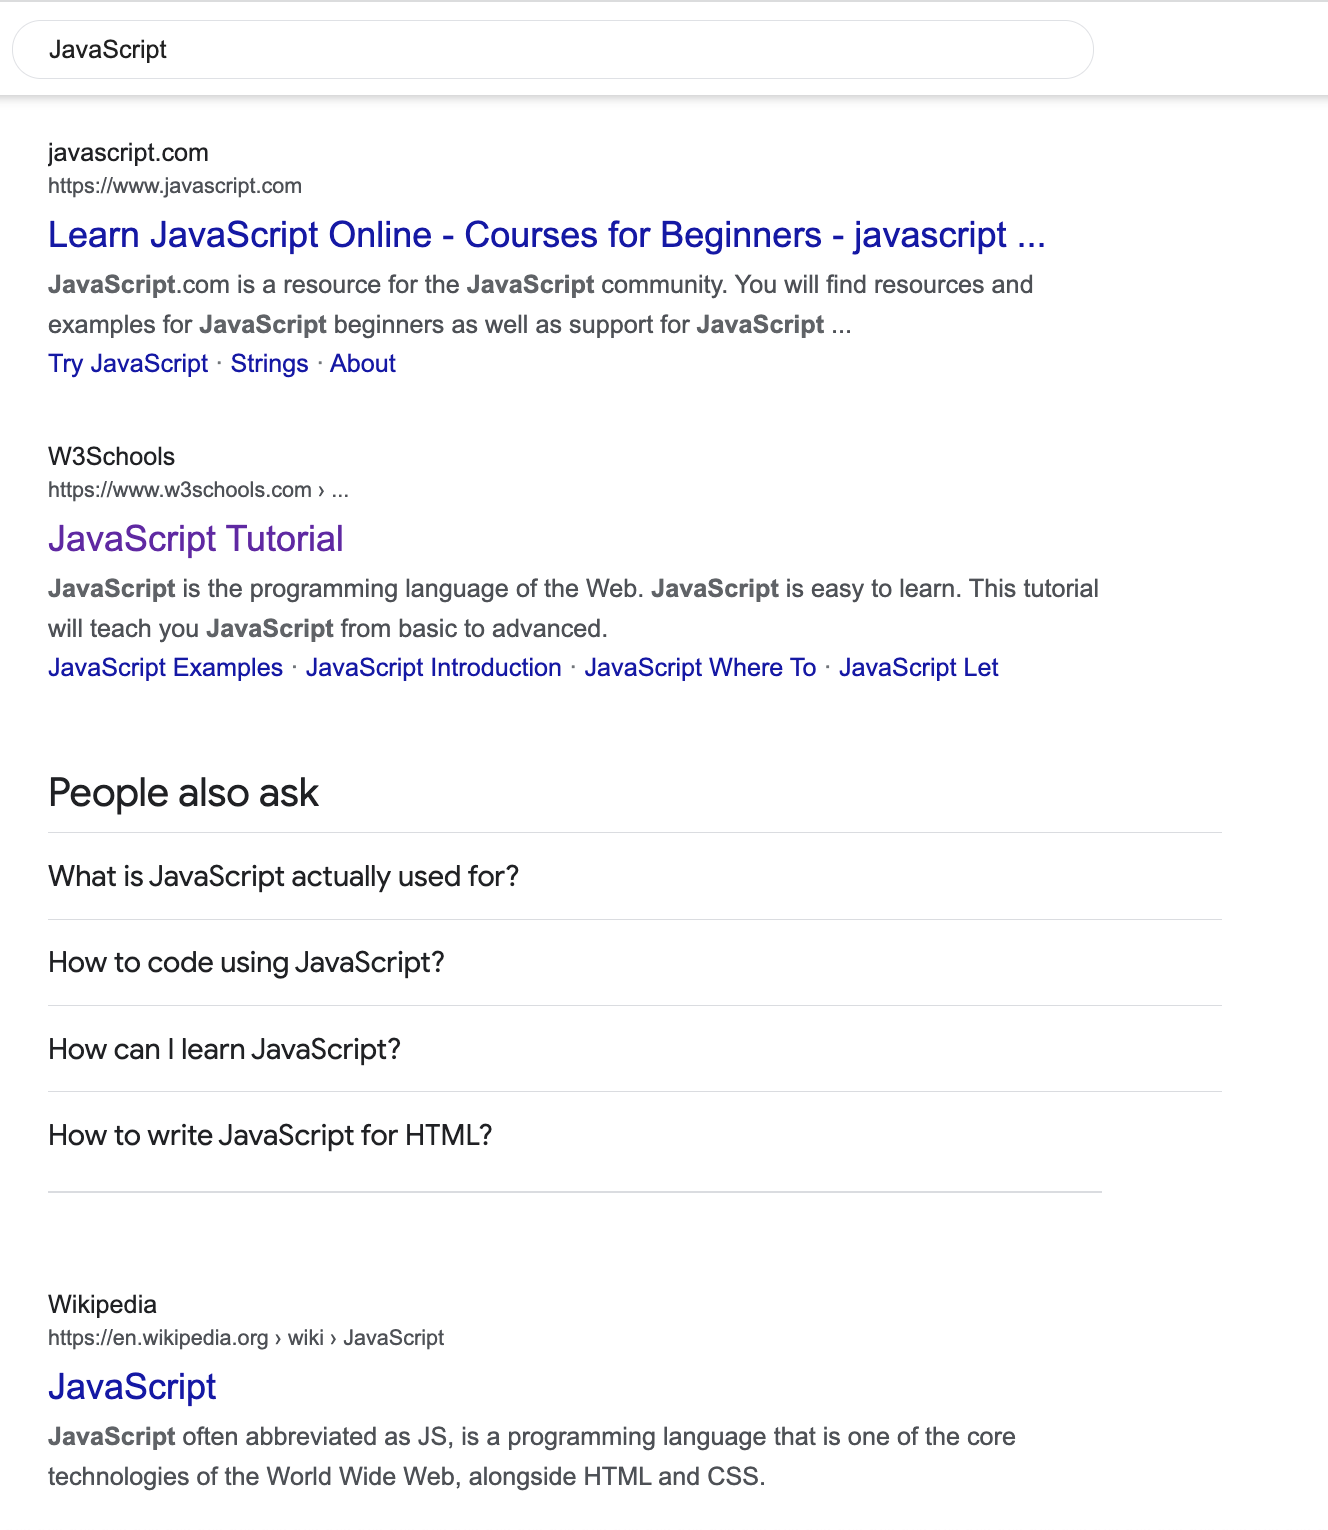 JavaScript
javascript.com
https://www.javascript.com
Learn JavaScript Online - Courses for Beginners - javascript ...
JavaScript.com is a resource for the JavaScript community. You will find resources and
examples for JavaScript beginners as well as support for JavaScript ...
Try JavaScript · Strings · About
W3Schools
https://www.w3schools.com › ...
JavaScript Tutorial
JavaScript is the programming language of the Web. JavaScript is easy to learn. This tutorial
will teach you JavaScript from basic to advanced.
JavaScript Examples · JavaScript Introduction · JavaScript Where To · JavaScript Let
People also ask
What is JavaScript actually used for?
How to code using JavaScript?
How can I learn JavaScript?
How to write JavaScript for HTML?
Wikipedia
https://en.wikipedia.org › wiki › JavaScript
JavaScript
JavaScript often abbreviated as JS, is a programming language that is one of the core
technologies of the World Wide Web, alongside HTML and CSS.